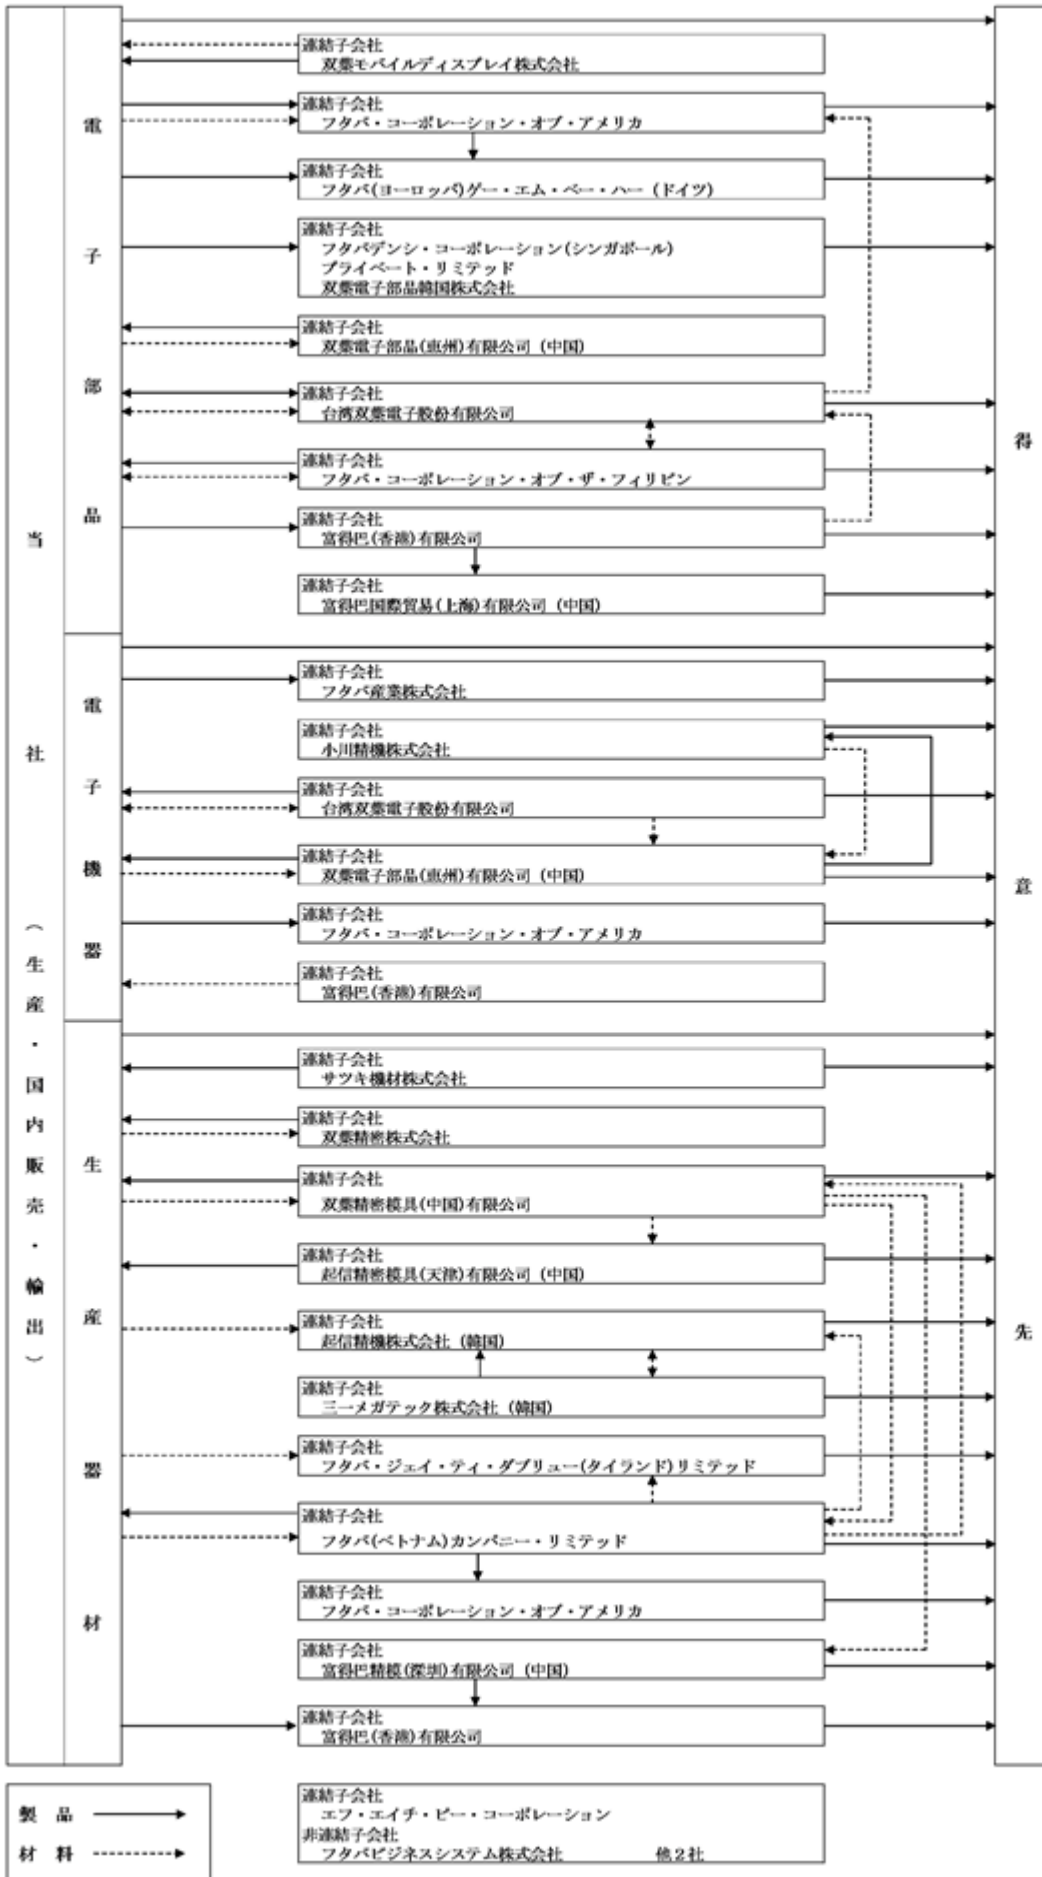 当社（生産・国内販売・輸出）
得意先
電子部品
連結子会社
双葉モバイルディスプレイ株式会社
連結子会社
フタバ・コーポレーション・オブ・アメリカ
連結子会社
フタバ(ヨーロッパ)ゲー・エム・ベー・ハー（ドイツ）
連結子会社
フタバデンシ・コーポレーション(シンガポール)
プライベート・リミテッド
双葉電子部品韓国株式会社
連結子会社
双葉電子部品(恵州)有限公司（中国）
連結子会社
台湾双葉電子股份有限公司
連結子会社
フタバ・コーポレーション・オブ・ザ・フィリピン
連結子会社
富得巴(香港)有限公司
連結子会社
富得巴国際貿易(上海)有限公司（中国）
電子機器
連結子会社
フタバ産業株式会社
連結子会社
小川精機株式会社
連結子会社
台湾双葉電子股份有限公司
連結子会社
双葉電子部品(恵州)有限公司（中国）
連結子会社
フタバ・コーポレーション・オブ・アメリカ
連結子会社
富得巴(香港)有限公司
生産器材
連結子会社
サツキ機材株式会社
連結子会社
双葉精密株式会社
連結子会社
双葉精密模具(中国)有限公司
連結子会社
起信精密模具(天津)有限公司（中国）
連結子会社
起信精機株式会社（韓国）
連結子会社
三一メガテック株式会社（韓国）
連結子会社
フタバ・ジェイ・ティ・ダブリュー(タイランド)リミテッド
連結子会社
フタバ(ベトナム)カンパニー・リミテッド
連結子会社
フタバ・コーポレーション・オブ・アメリカ
連結子会社
富得巴精模(深圳)有限公司（中国）
連結子会社
富得巴(香港)有限公司
製品
材料
連結子会社
エフ・エイチ・ピー・コーポレーション
非連結子会社
フタバビジネスシステム株式会社　他２社